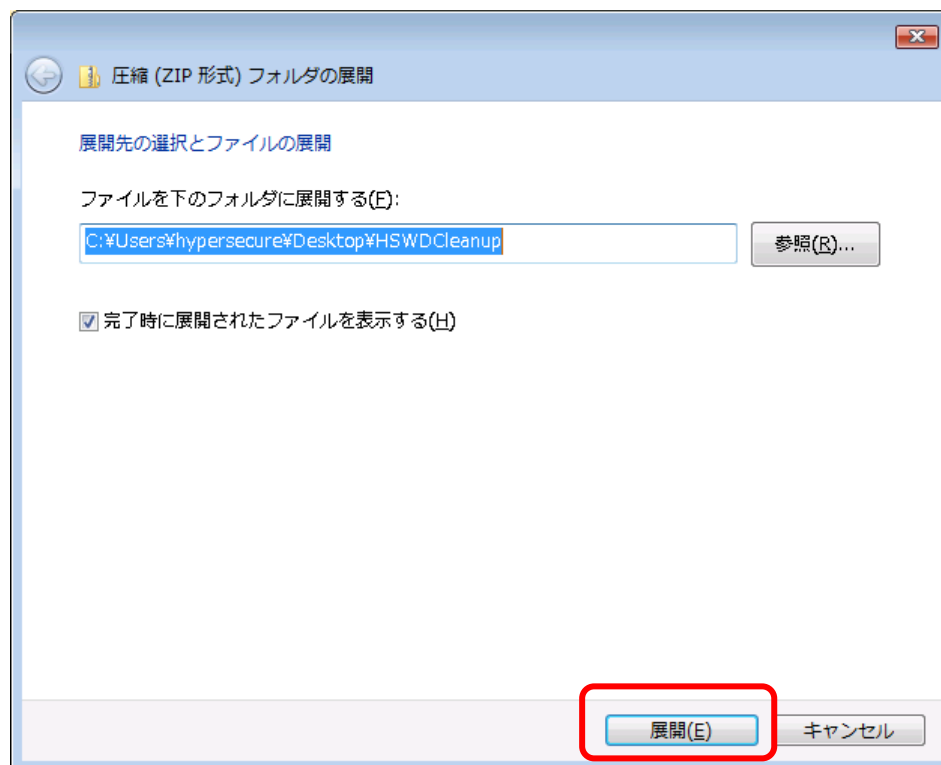 圧縮 (ZIP 形式) フォルダの展開
展開先の選択とファイルの展開
ファイルを下のフォルダに展開する(F):
C:¥Users¥hypersecure¥Desktop¥HSWDCleanup
参照(R)...
完了時に展開されたファイルを表示する(H)
展開(E)
キャンセル